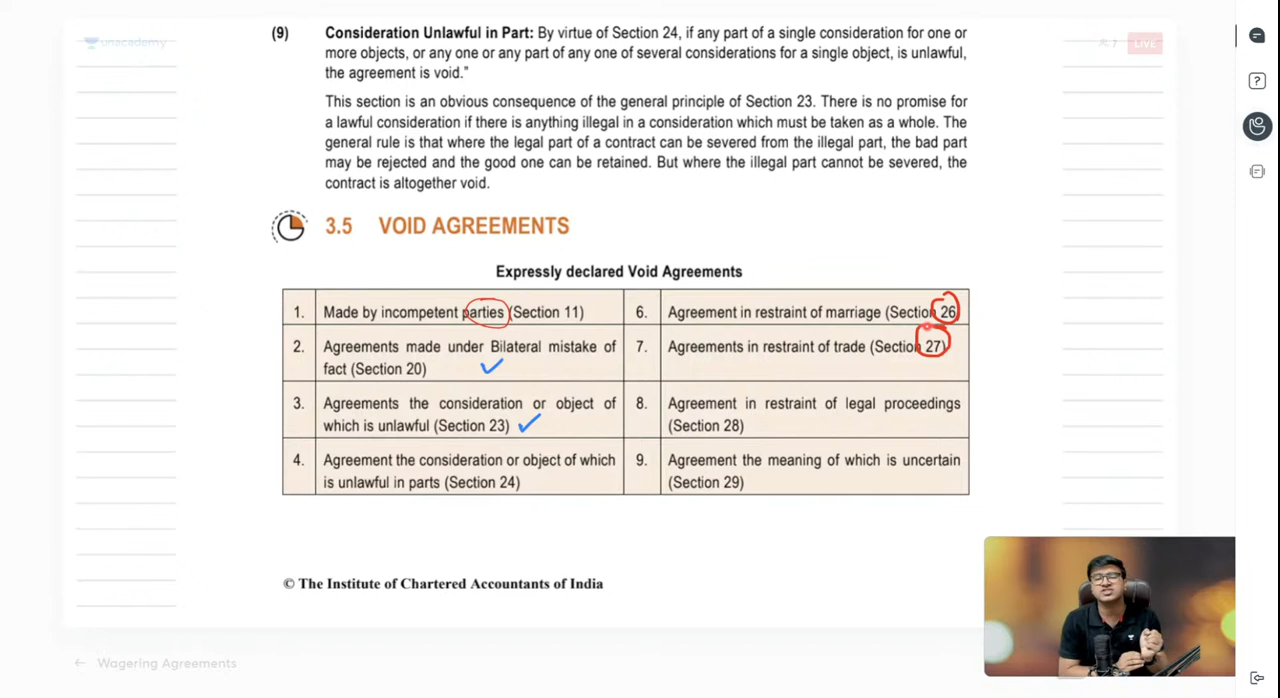 unacademy
7 LIVE
(9) Consideration Unlawful in Part: By virtue of Section 24, if any part of a single consideration for one or
more objects, or any one or any part of any one of several considerations for a single object, is unlawful,
the agreement is void."
This section is an obvious consequence of the general principle of Section 23. There is no promise for
a lawful consideration if there is anything illegal in a consideration which must be taken as a whole. The
general rule is that where the legal part of a contract can be severed from the illegal part, the bad part
may be rejected and the good one can be retained. But where the illegal part cannot be severed, the
contract is altogether void.
3.5 VOID AGREEMENTS
Expressly declared Void Agreements
1. Made by incompetent parties (Section 11)
6. Agreement in restraint of marriage (Section 26)
2. Agreements made under Bilateral mistake of
fact (Section 20)
7. Agreements in restraint of trade (Section 27)
3. Agreements the consideration or object of
which is unlawful (Section 23)
8. Agreement in restraint of legal proceedings
(Section 28)
4. Agreement the consideration or object of which
is unlawful in parts (Section 24)
9. Agreement the meaning of which is uncertain
(Section 29)
© The Institute of Chartered Accountants of India
← Wagering Agreements